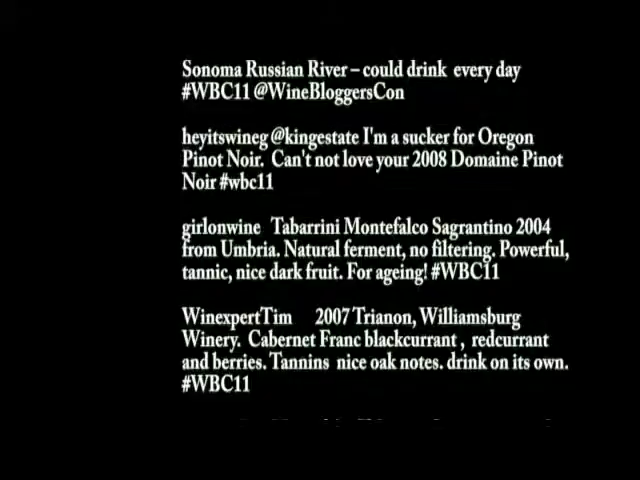 Sonoma Russian River – could drink every day
#WBC11 @WineBloggersCon
heyitswineg @kingestate I'm a sucker for Oregon
Pinot Noir. Can't not love your 2008 Domaine Pinot
Noir #wbc11
girlonwine Tabarrini Montefalco Sagrantino 2004
from Umbria. Natural ferment, no filtering. Powerful,
tannic, nice dark fruit. For ageing! #WBC11
WinexpertTim 2007 Trianon, Williamsburg
Winery. Cabernet Franc blackcurrant , redcurrant
and berries. Tannins nice oak notes. drink on its own.
#WBC11